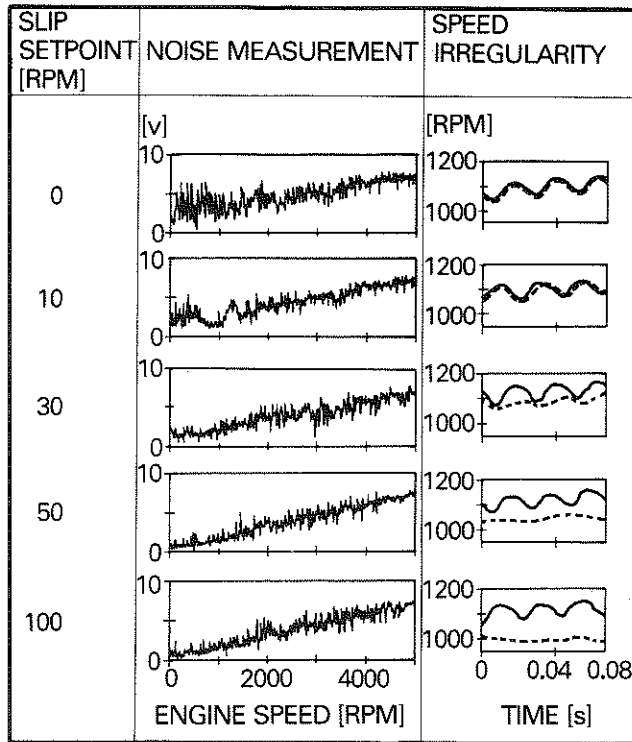 SLIP
SETPOINT
[RPM]
NOISE MEASUREMENT
SPEED
IRREGULARITY
[v]
[RPM]
0
10
0
1200
1000
10
10
0
1200
1000
30
10
0
1200
1000
50
10
0
1200
1000
100
10
0
1200
1000
0 2000 4000
0 0.04 0.08
ENGINE SPEED [RPM]
TIME [s]